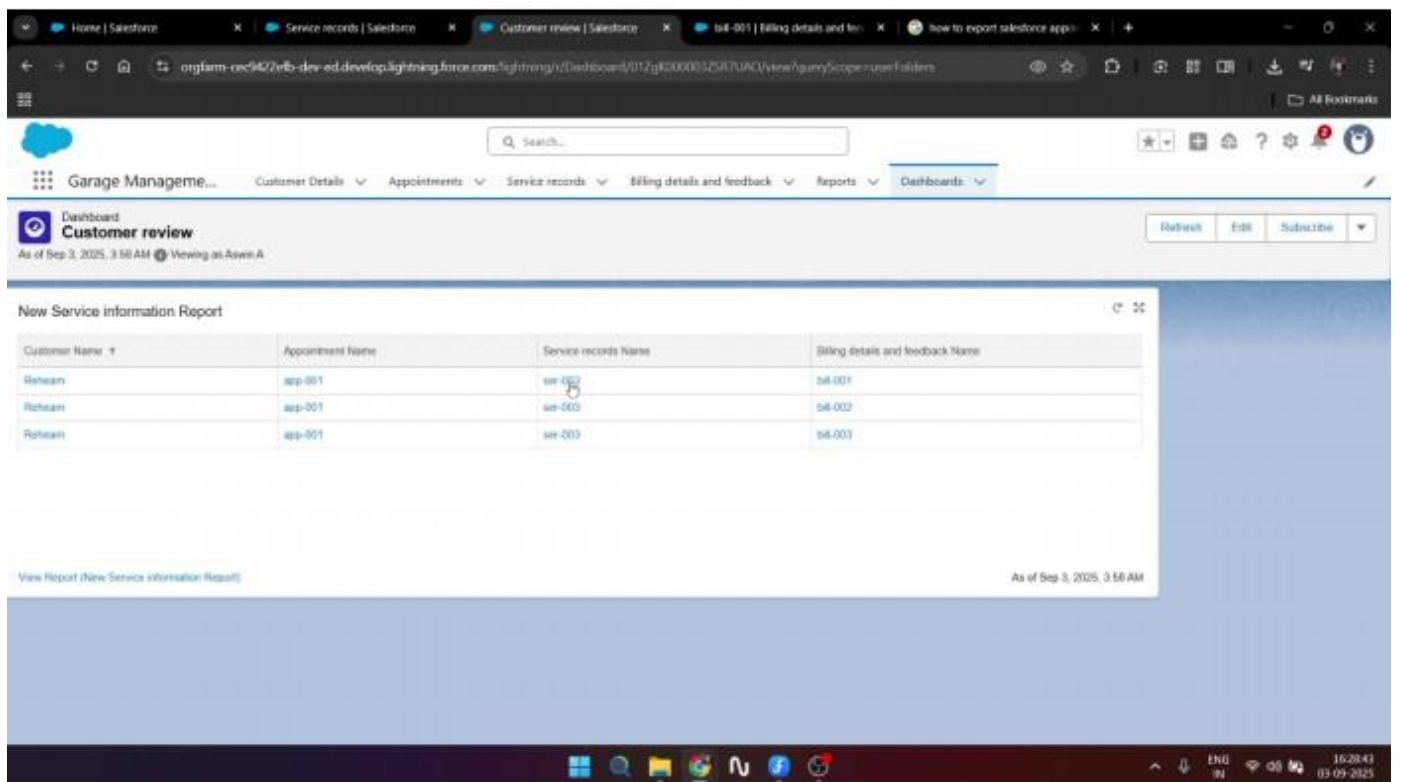 Home | Salesforce
Service records | Salesforce
Customer review | Salesforce
bill-001 | Billing details and fee
how to export salesforce app
All Bookmarks
Search...
Garage Manageme...
Customer Details
Appointments
Service records
Billing details and feedback
Reports
Dashboards
Dashboard
Customer review
As of Sep 3, 2025, 3:58 AM Viewing as Aswin A
Refresh
Edit
Subscribe
New Service information Report
Customer Name ↑ Appointment Name Service records Name Billing details and feedback Name
app-001 bill-001
app-001 ser-003 bill-002
app-001 ser-003 bill-003
View Report (New Service information Report)
As of Sep 3, 2025, 3:58 AM
ENG
IN
16:28:43
03-09-2025